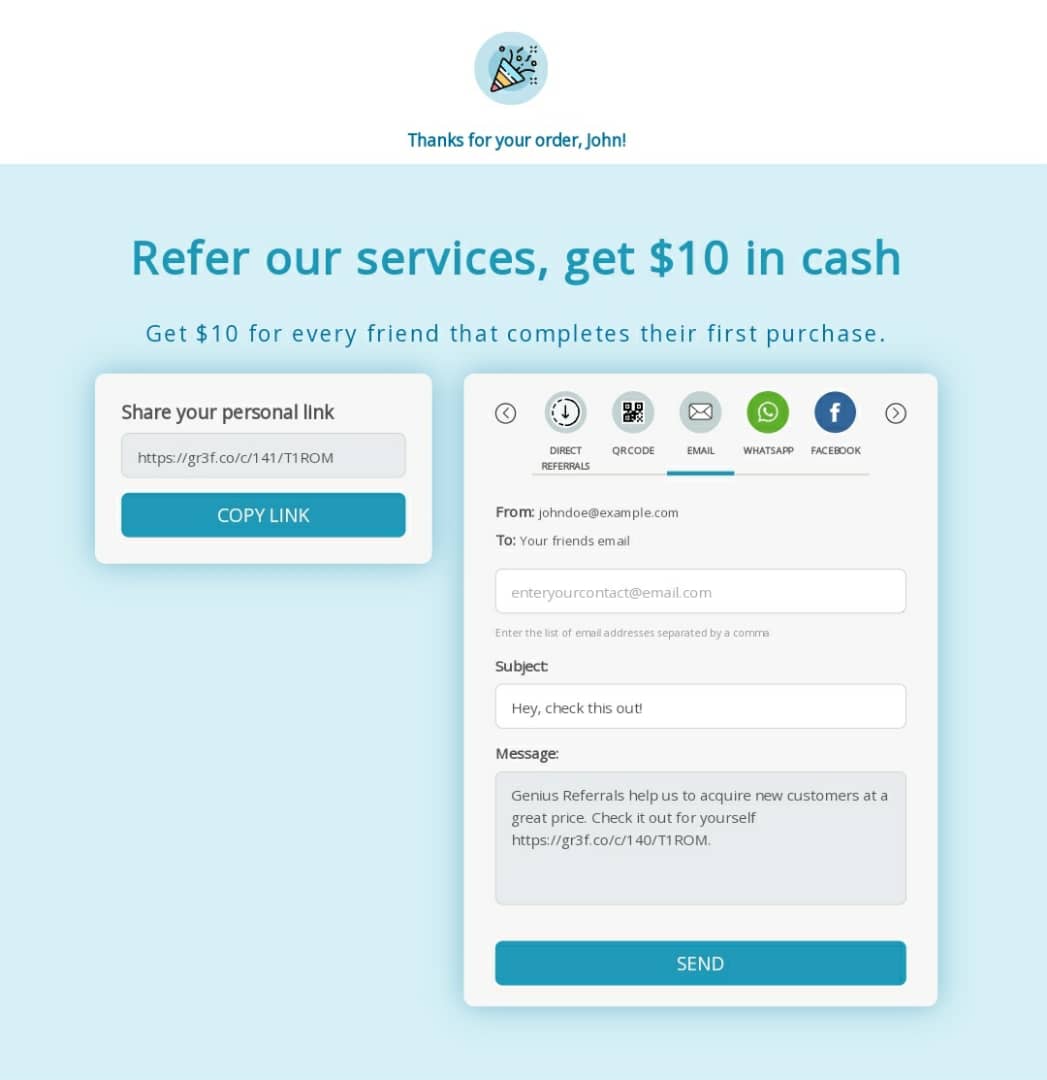 Thanks for your order, John!
Refer our services, get $10 in cash
Get $10 for every friend that completes their first purchase.
Share your personal link
https://gr3f.co/c/141/T1ROM
COPY LINK
DIRECT
REFERRALS
QR CODE
EMAIL
WHATSAPP
FACEBOOK
From: johndoe@example.com
To: Your friends email
enteryourcontact@email.com
Enter the list of email addresses separated by a comma
Subject:
Hey, check this out!
Message:
Genius Referrals help us to acquire new customers at a
great price. Check it out for yourself
https://gr3f.co/c/140/T1ROM.
SEND